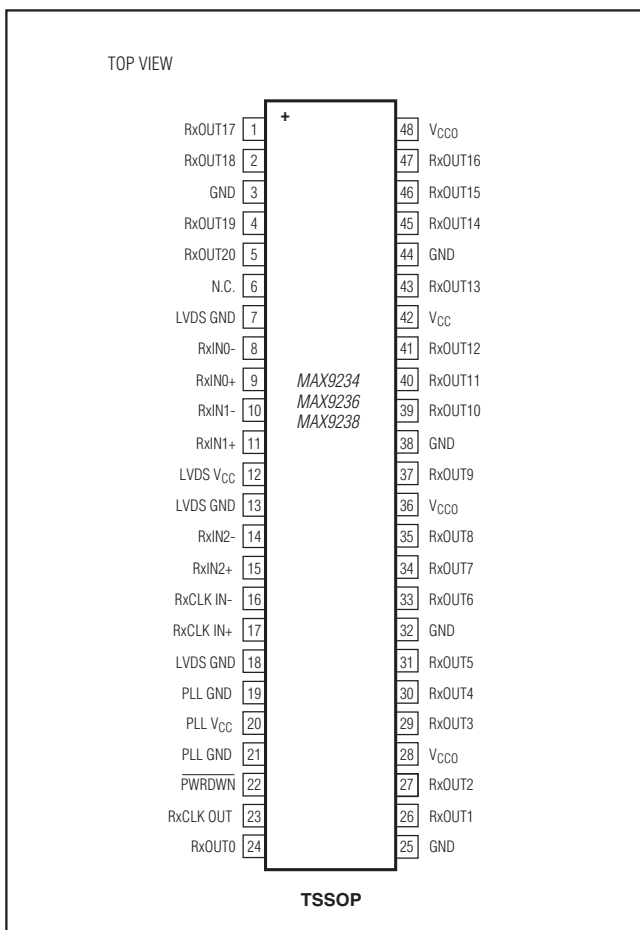 TOP VIEW
+
RxOUT17 1 48 VCCO
RxOUT18 2 47 RxOUT16
GND 3 46 RxOUT15
RxOUT19 4 45 RxOUT14
RxOUT20 5 44 GND
N.C. 6 43 RxOUT13
LVDS GND 7 42 VCC
RxIN0- 8 41 RxOUT12
RxIN0+ 9 MAX9234 40 RxOUT11
MAX9236
RxIN1- 10 MAX9238 39 RxOUT10
RxIN1+ 11 38 GND
LVDS VCC 12 37 RxOUT9
LVDS GND 13 36 VCCO
RxIN2- 14 35 RxOUT8
RxIN2+ 15 34 RxOUT7
RxCLK IN- 16 33 RxOUT6
RxCLK IN+ 17 32 GND
LVDS GND 18 31 RxOUT5
PLL GND 19 30 RxOUT4
PLL VCC 20 29 RxOUT3
PLL GND 21 28 VCCO
PWRDWN 22 27 RxOUT2
RxCLK OUT 23 26 RxOUT1
RxOUT0 24 25 GND
TSSOP